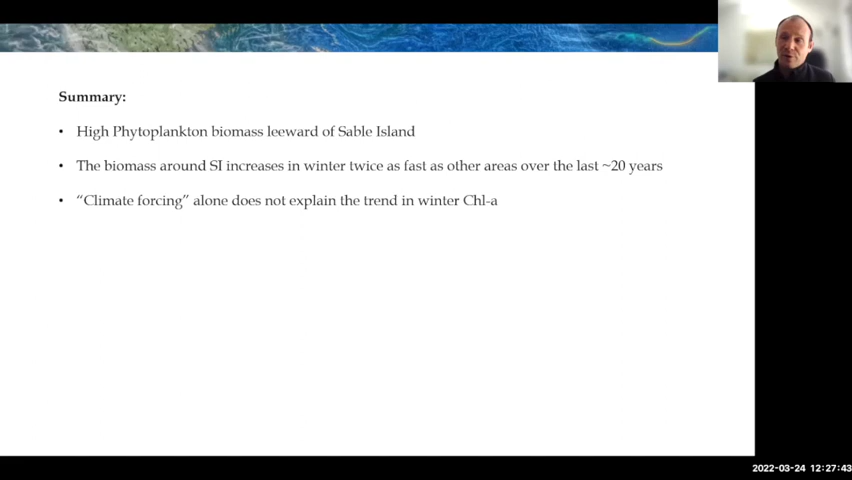 Summary:
• High Phytoplankton biomass leeward of Sable Island
• The biomass around SI increases in winter twice as fast as other areas over the last ~20 years
• “Climate forcing” alone does not explain the trend in winter Chl-a
2022-03-24 12:27:43